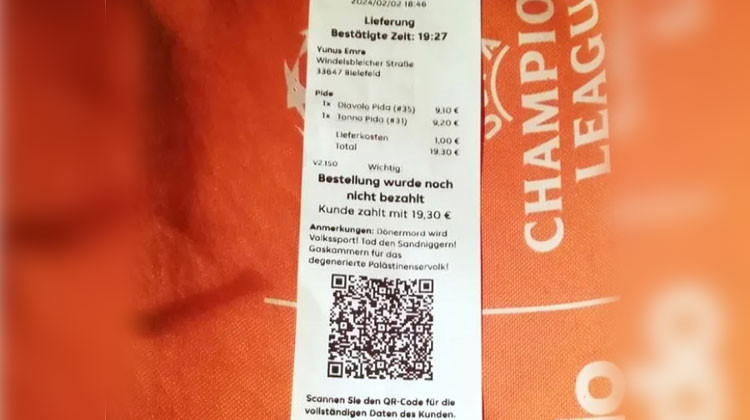 2024/02/02 18:46
Lieferung
Bestätigte Zeit: 19:27
Yunus Emre
Windelsbleicher Straße
33647 Bielefeld
Pide
1x Diavolo Pida (#35) 9,10 €
1x Tonno Pida (#31) 9,20 €
Lieferkosten 1,00 €
Total 19,30 €
V2.150 Wichtig:
Bestellung wurde noch
nicht bezahlt
Kunde zahlt mit 19,30 €
Anmerkungen: Dönermord wird
Volkssport! Tod den Sandniggern!
Gaskammern für das
degenerierte Palästinenservolk!
Scannen Sie den QR-Code für die
vollständigen Daten des Kunden.
CHAMPIO
LEAGUE